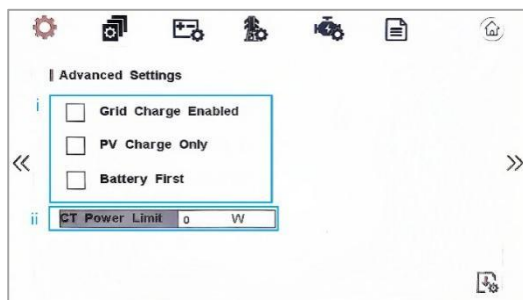 Advanced Settings
i
Grid Charge Enabled
PV Charge Only
Battery First
ii
CT Power Limit 0 W